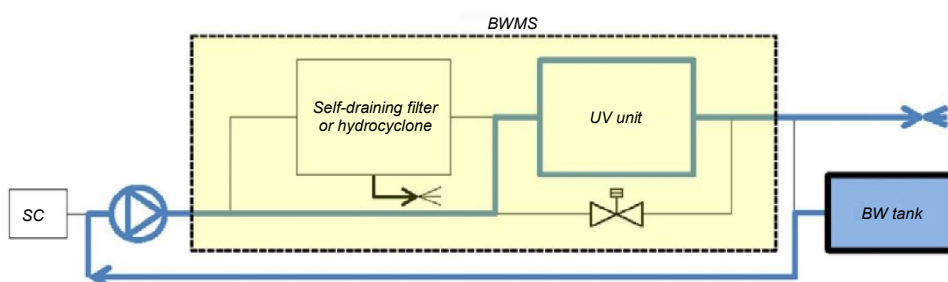 BWMS
Self-draining filter
or hydrocyclone
UV unit
SC
BW tank